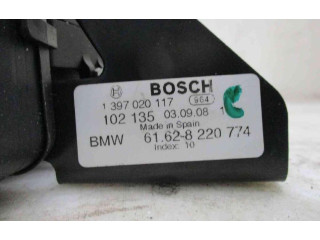 BOSCH
1 397 020 117 964
102 135 03.09.08
Made in Spain
BMW 61.62-8 220 774
Index: 10